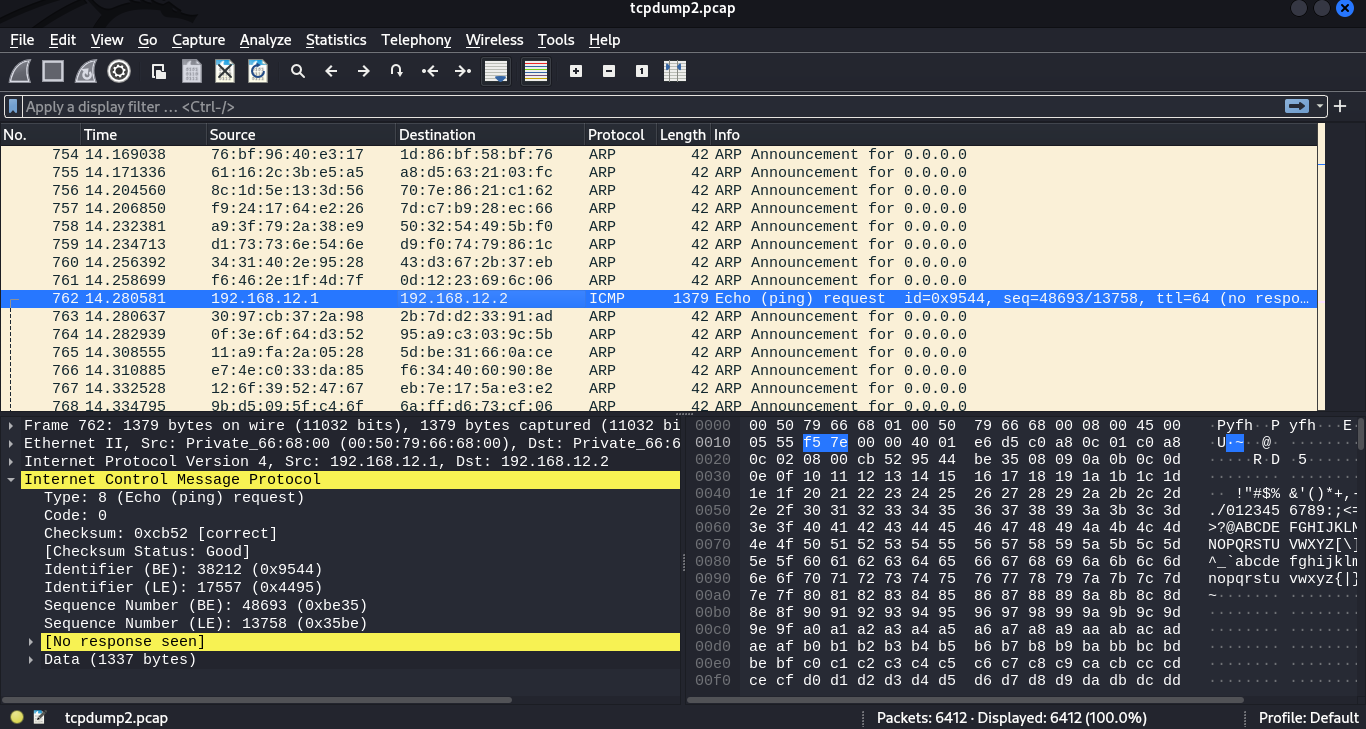 tcpdump2.pcap
File Edit View Go Capture Analyze Statistics Telephony Wireless Tools Help
Apply a display filter … <Ctrl-/>
No. Time Source Destination Protocol Length Info
754 14.169038 76:bf:96:40:e3:17 1d:86:bf:58:bf:76 ARP 42 ARP Announcement for 0.0.0.0
755 14.171336 61:16:2c:3b:e5:a5 a8:d5:63:21:03:fc ARP 42 ARP Announcement for 0.0.0.0
756 14.204560 8c:1d:5e:13:3d:56 70:7e:86:21:c1:62 ARP 42 ARP Announcement for 0.0.0.0
757 14.206850 f9:24:17:64:e2:26 7d:c7:b9:28:ec:66 ARP 42 ARP Announcement for 0.0.0.0
758 14.232381 a9:3f:79:2a:38:e9 50:32:54:49:5b:f0 ARP 42 ARP Announcement for 0.0.0.0
759 14.234713 d1:73:73:6e:54:6e d9:f0:74:79:86:1c ARP 42 ARP Announcement for 0.0.0.0
760 14.256392 34:31:40:2e:95:28 43:d3:67:2b:37:eb ARP 42 ARP Announcement for 0.0.0.0
761 14.258699 f6:46:2e:1f:4d:7f 0d:12:23:69:6c:06 ARP 42 ARP Announcement for 0.0.0.0
762 14.280581 192.168.12.1 192.168.12.2 ICMP 1379 Echo (ping) request id=0x9544, seq=48693/13758, ttl=64 (no respo…
763 14.280637 30:97:cb:37:2a:98 2b:7d:d2:33:91:ad ARP 42 ARP Announcement for 0.0.0.0
764 14.282939 0f:3e:6f:64:d3:52 95:a9:c3:03:9c:5b ARP 42 ARP Announcement for 0.0.0.0
765 14.308555 11:a9:fa:2a:05:28 5d:be:31:66:0a:ce ARP 42 ARP Announcement for 0.0.0.0
766 14.310885 e7:4e:c0:33:da:85 f6:34:40:60:90:8e ARP 42 ARP Announcement for 0.0.0.0
767 14.332528 12:6f:39:52:47:67 eb:7e:17:5a:e3:e2 ARP 42 ARP Announcement for 0.0.0.0
768 14.334795 9b:d5:09:5f:c4:6f 6a:ff:d6:73:cf:06 ARP 42 ARP Announcement for 0.0.0.0
Frame 762: 1379 bytes on wire (11032 bits), 1379 bytes captured (11032 bi
Ethernet II, Src: Private_66:68:00 (00:50:79:66:68:00), Dst: Private_66:6
Internet Protocol Version 4, Src: 192.168.12.1, Dst: 192.168.12.2
Internet Control Message Protocol
Type: 8 (Echo (ping) request)
Code: 0
Checksum: 0xcb52 [correct]
[Checksum Status: Good]
Identifier (BE): 38212 (0x9544)
Identifier (LE): 17557 (0x4495)
Sequence Number (BE): 48693 (0xbe35)
Sequence Number (LE): 13758 (0x35be)
[No response seen]
Data (1337 bytes)
0000 00 50 79 66 68 01 00 50 79 66 68 00 08 00 45 00 ·Pyfh··P yfh···E·
0010 05 55 f5 7e 00 00 40 01 e6 d5 c0 a8 0c 01 c0 a8 ·U·~··@· ········
0020 0c 02 08 00 cb 52 95 44 be 35 08 09 0a 0b 0c 0d ·····R·D ·5······
0030 0e 0f 10 11 12 13 14 15 16 17 18 19 1a 1b 1c 1d ········ ········
0040 1e 1f 20 21 22 23 24 25 26 27 28 29 2a 2b 2c 2d ·· !"#$% &'()*+,-
0050 2e 2f 30 31 32 33 34 35 36 37 38 39 3a 3b 3c 3d ./012345 6789:;<=
0060 3e 3f 40 41 42 43 44 45 46 47 48 49 4a 4b 4c 4d >?@ABCDE FGHIJKLM
0070 4e 4f 50 51 52 53 54 55 56 57 58 59 5a 5b 5c 5d NOPQRSTU VWXYZ[\]
0080 5e 5f 60 61 62 63 64 65 66 67 68 69 6a 6b 6c 6d ^_`abcde fghijklm
0090 6e 6f 70 71 72 73 74 75 76 77 78 79 7a 7b 7c 7d nopqrstu vwxyz{|}
00a0 7e 7f 80 81 82 83 84 85 86 87 88 89 8a 8b 8c 8d ~······· ········
00b0 8e 8f 90 91 92 93 94 95 96 97 98 99 9a 9b 9c 9d ········ ········
00c0 9e 9f a0 a1 a2 a3 a4 a5 a6 a7 a8 a9 aa ab ac ad ········ ········
00d0 ae af b0 b1 b2 b3 b4 b5 b6 b7 b8 b9 ba bb bc bd ········ ········
00e0 be bf c0 c1 c2 c3 c4 c5 c6 c7 c8 c9 ca cb cc cd ········ ········
00f0 ce cf d0 d1 d2 d3 d4 d5 d6 d7 d8 d9 da db dc dd ········ ········
tcpdump2.pcap
Packets: 6412 · Displayed: 6412 (100.0%)
Profile: Default